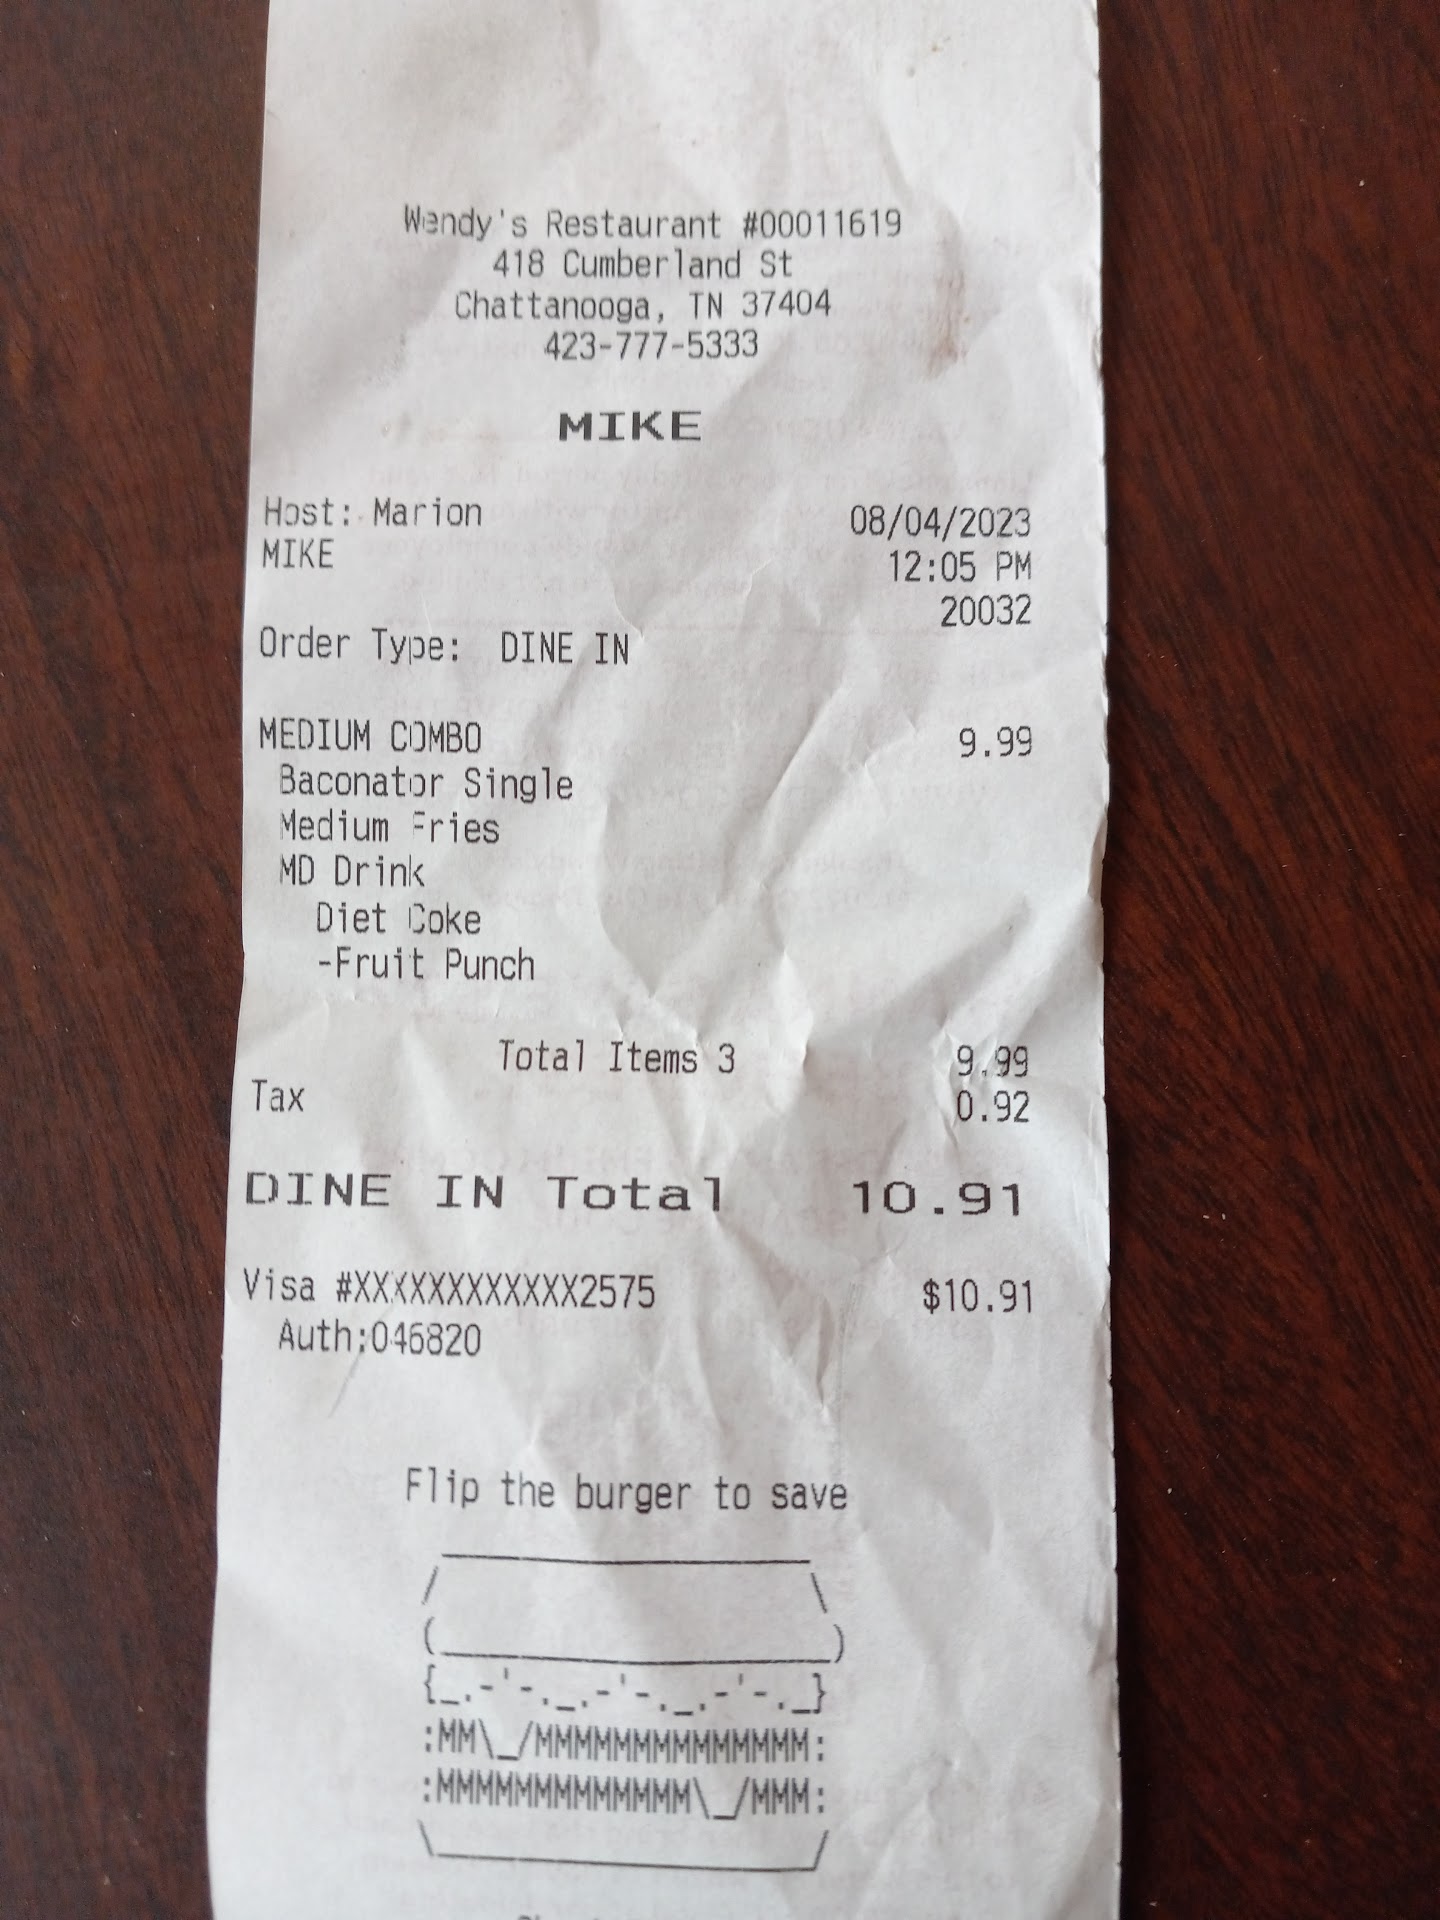 Wendy's Restaurant #00011619
418 Cumberland St
Chattanooga, TN 37404
423-777-5333
MIKE
Host: Marion 08/04/2023
MIKE 12:05 PM
20032
Order Type: DINE IN
MEDIUM COMBO 9.99
Baconator Single
Medium Fries
MD Drink
Diet Coke
-Fruit Punch
Total Items 3 9.99
Tax 0.92
DINE IN Total 10.91
Visa #XXXXXXXXXXXX2575 $10.91
Auth:046820
Flip the burger to save